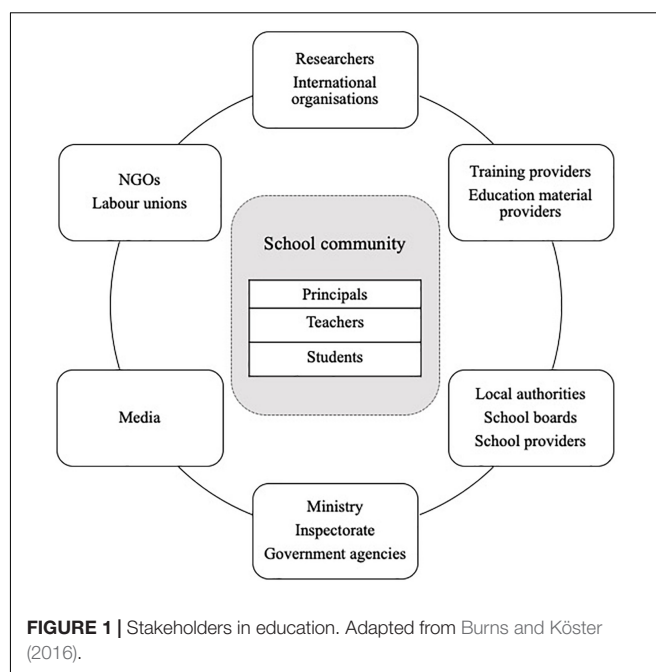 Researchers
International
organisations
NGOs
Labour unions
Training providers
Education material
providers
School community
Principals
Teachers
Students
Media
Local authorities
School boards
School providers
Ministry
Inspectorate
Government agencies
FIGURE 1 | Stakeholders in education. Adapted from Burns and Köster
(2016).